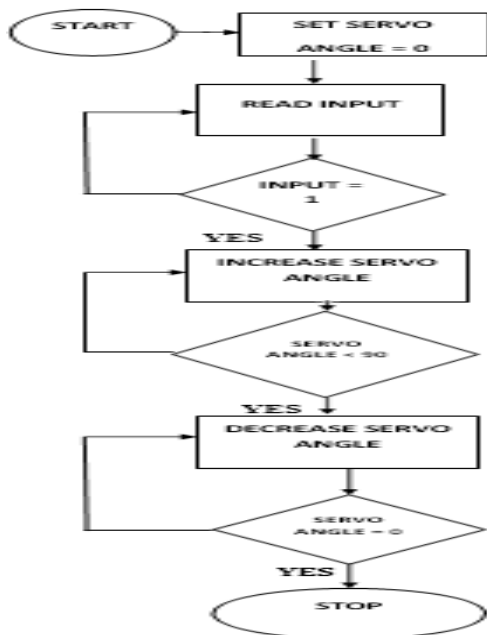 START
SET SERVO
ANGLE = 0
READ INPUT
INPUT =
1
YES
INCREASE SERVO
ANGLE
SERVO
ANGLE < 90
YES
DECREASE SERVO
ANGLE
SERVO
ANGLE = 0
YES
STOP